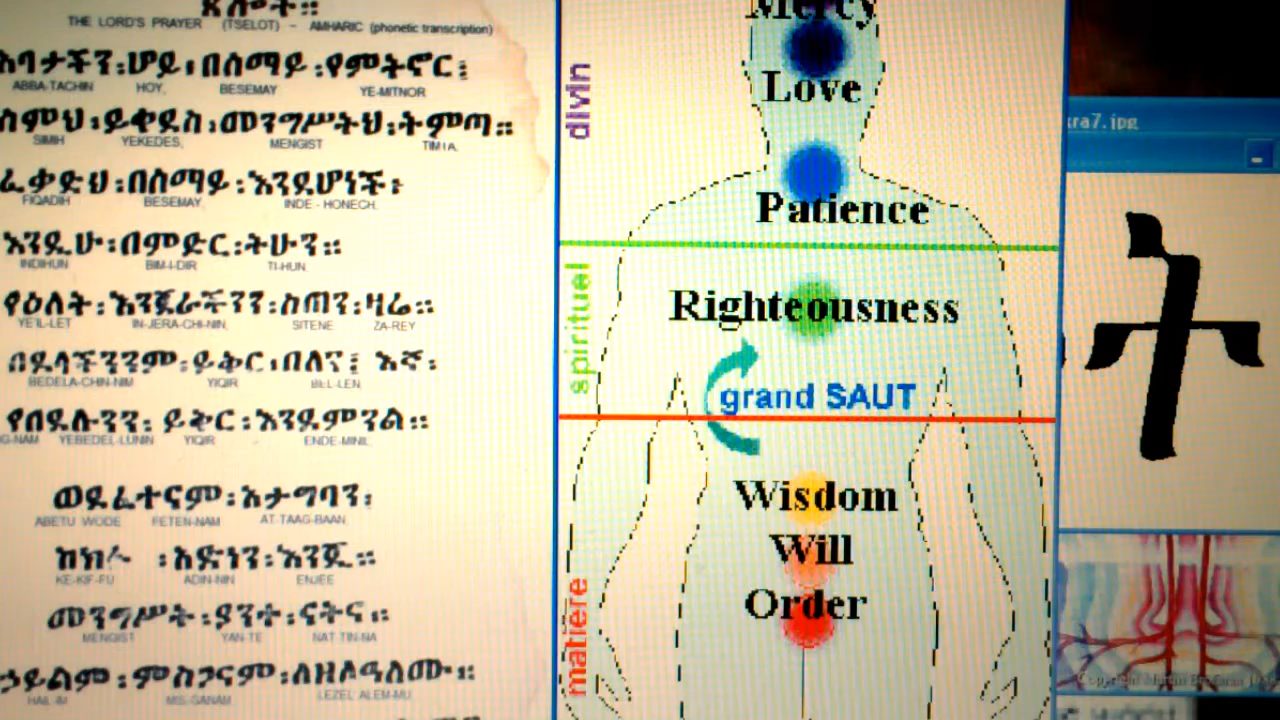 ጸሎት።
THE LORD'S PRAYER (TSELOT) – AMHARIC (phonetic transcription)
አባታችን፡ሆይ፡በሰማይ፡የምትኖር፤
ABBA-TACHIN HOY, BESEMAY YE-MITNOR
ስምህ፡ይቀደስ፡መንግሥትህ፡ትምጣ።
SIMIH YEKEDES, MENGIST
ፈቃድህ፡በሰማይ፡እንደሆነች፡
FIQADIH BESEMAY, INDE - HONECH,
እንዲሁ፡በምድር፡ትሁን።
INDIHUN BIM-I-DIR TI-HUN.
የዕለት፡እንጀራችንን፡ስጠን፡ዛሬ።
YE'IL-LET IN-JERA-CHI-NIN, SITENE ZA-REY
በደላችንንም፡ይቅር፡በለን፤ እኛ፡
BEDELA-CHIN-NIM YIQIR BEL-LEN
የበደሉንን፡ ይቅር፡እንደምንል።
G-NAM YEBEDEL-LUNIN YIQIR ENDE-MINIL
ወደፈተናም፡አታግባን፡
ABETU WODE FETEN-NAM AT-TAAG-BAAN,
ከክፉ ፡አድነን፡እንጂ።
KE-KIF-FU ADIN-NIN ENJEE
መንግሥት፡ያንተ፡ናትና።
MENGIST YAN-TE NAT-TIN-NA
ኃይልም፡ምስጋናም፡ለዘለዓለሙ።
HAIL-IM MIS-GANAM LEZEL' ALEM-MU
Mercy
Love
divin
Patience
Righteousness
spirituel
grand SAUT
Wisdom
Will
Order
matiere
kra7.jpg
ት